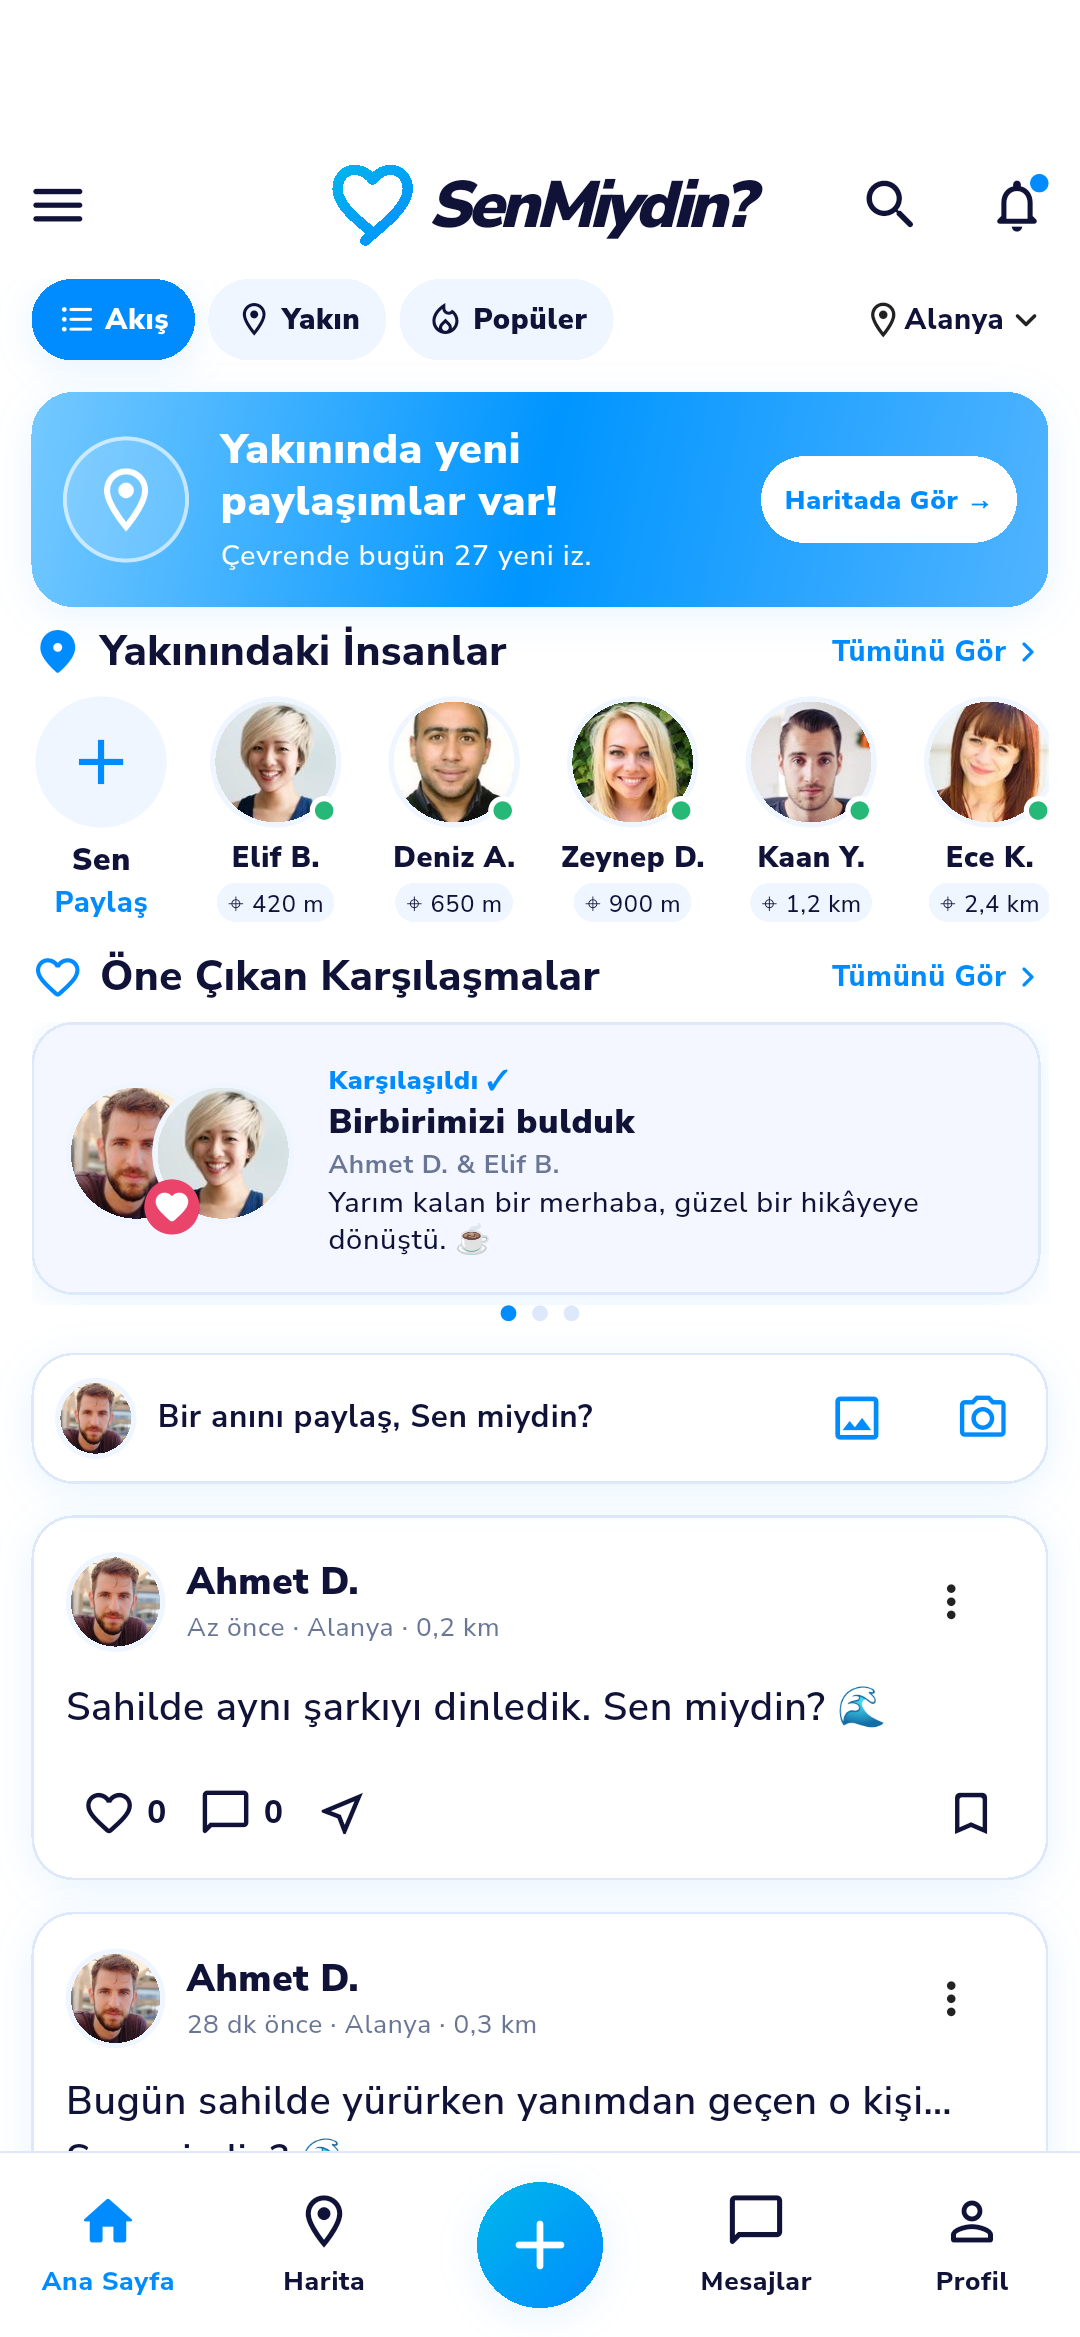 SenMiydin?
Akış
Yakın
Popüler
Alanya
Yakınında yeni
paylaşımlar var!
Çevrende bugün 27 yeni iz.
Haritada Gör →
Yakınındaki İnsanlar
Tümünü Gör
Sen
Paylaş
Elif B.
420 m
Deniz A.
650 m
Zeynep D.
900 m
Kaan Y.
1,2 km
Ece K.
2,4 km
Öne Çıkan Karşılaşmalar
Tümünü Gör
Karşılaşıldı ✓
Birbirimizi bulduk
Ahmet D. & Elif B.
Yarım kalan bir merhaba, güzel bir hikâyeye
dönüştü. ☕
Bir anını paylaş, Sen miydin?
Ahmet D.
Az önce · Alanya · 0,2 km
Sahilde aynı şarkıyı dinledik. Sen miydin? 🌊
0
0
Ahmet D.
28 dk önce · Alanya · 0,3 km
Bugün sahilde yürürken yanımdan geçen o kişi...
Ana Sayfa
Harita
Mesajlar
Profil